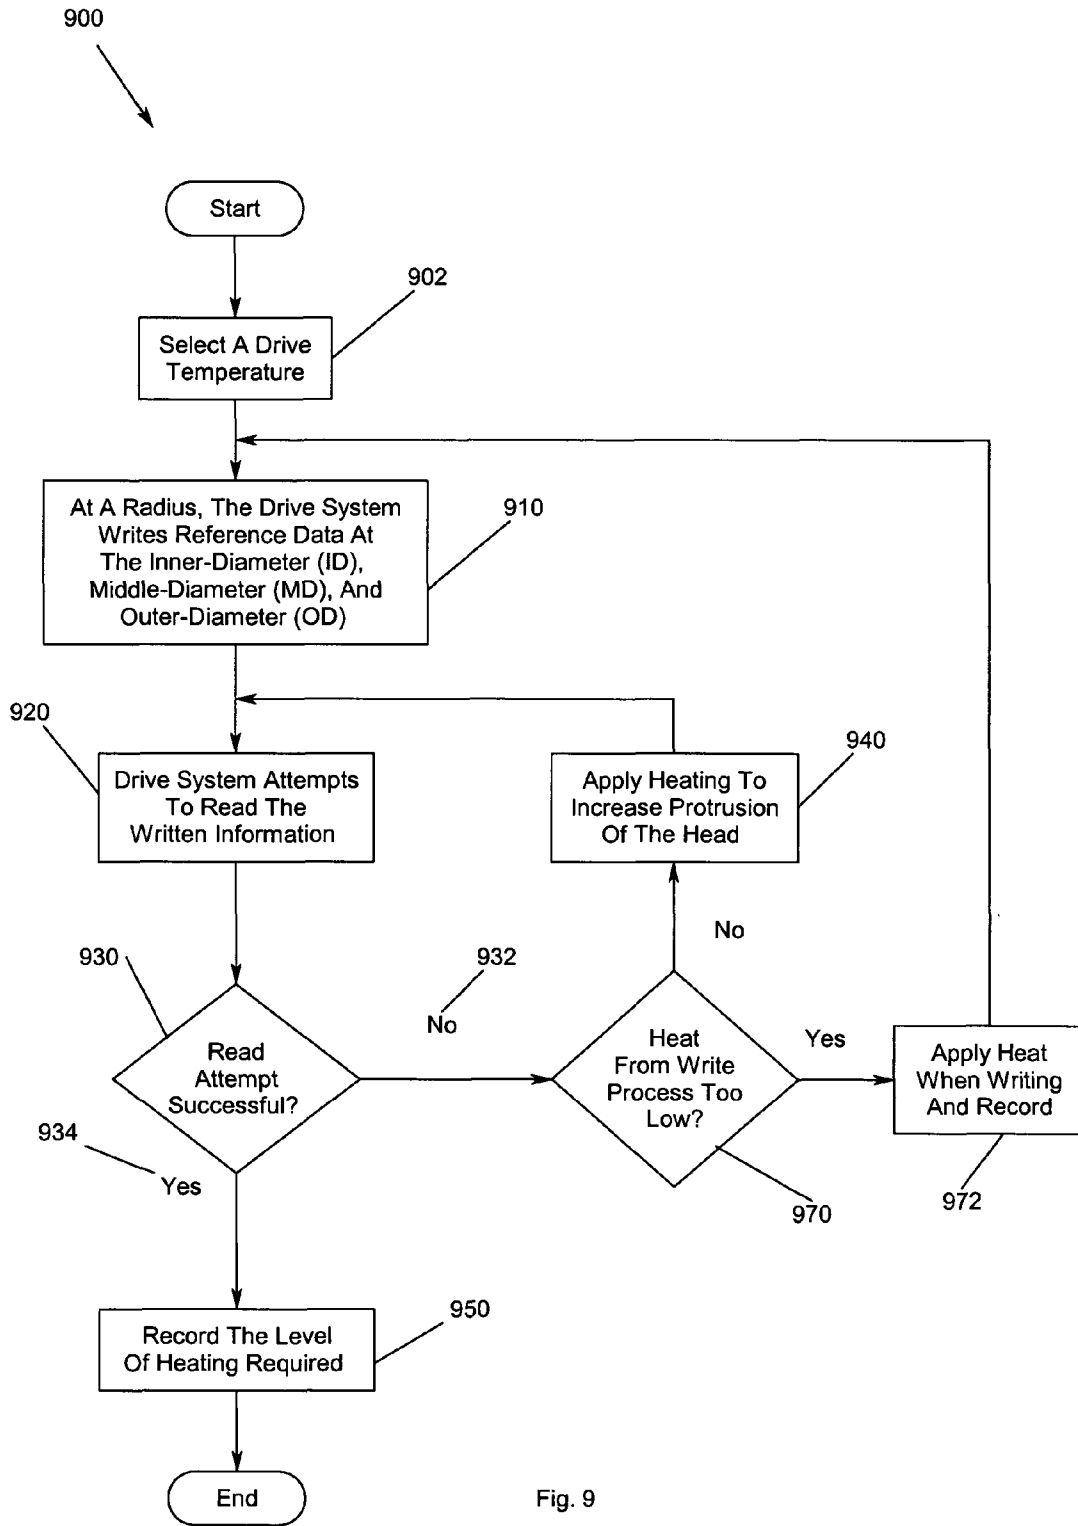 900
Start
902
Select A Drive
Temperature
At A Radius, The Drive System
Writes Reference Data At
The Inner-Diameter (ID),
Middle-Diameter (MD), And
Outer-Diameter (OD)
910
920
Drive System Attempts
To Read The
Written Information
940
Apply Heating To
Increase Protrusion
Of The Head
No
930
932
No
Read
Attempt
Successful?
Heat
From Write
Process Too
Low?
Yes
Apply Heat
When Writing
And Record
934
Yes
970
972
950
Record The Level
Of Heating Required
End
Fig. 9